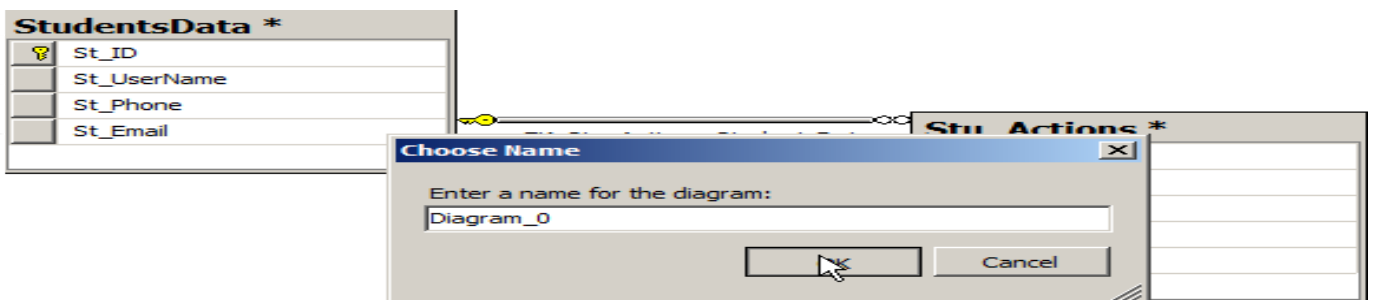 StudentsData *
St_ID
St_UserName
St_Phone
St_Email
Stu_Actions *
Choose Name
Enter a name for the diagram:
Diagram_0
Cancel